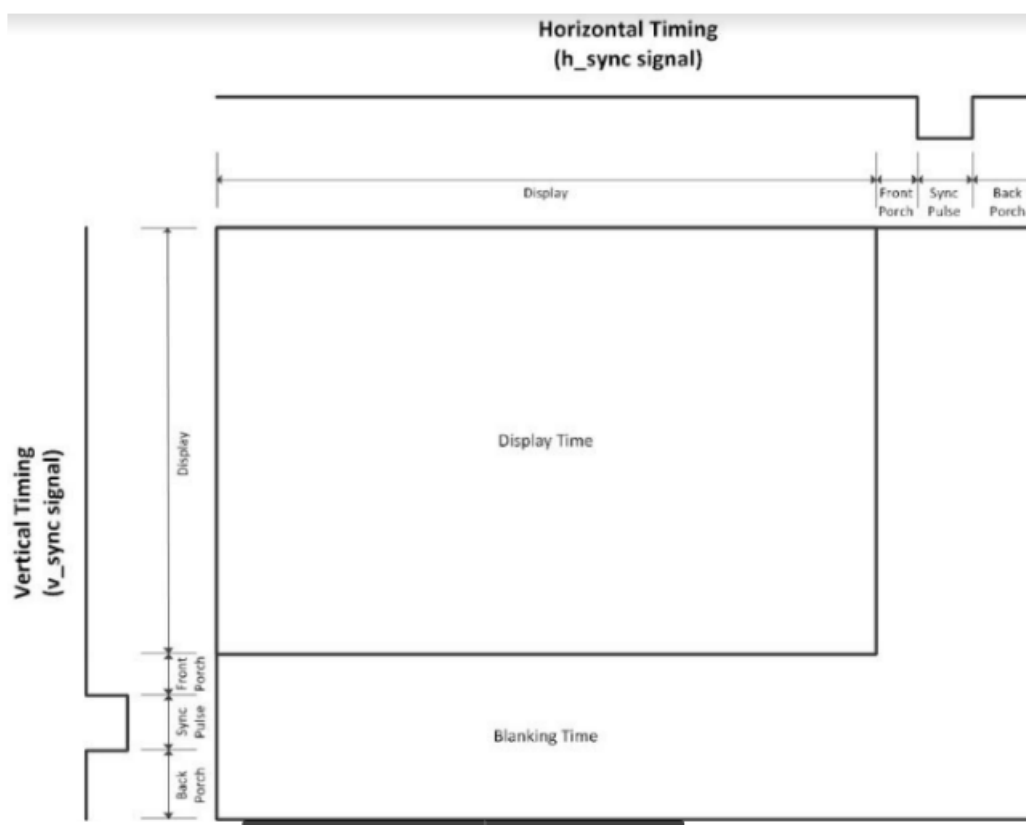 Horizontal Timing
(h_sync signal)
Display
Front
Porch
Sync
Pulse
Back
Porch
Vertical Timing
(v_sync signal)
Display
Display Time
Front
Porch
Sync
Pulse
Back
Porch
Blanking Time